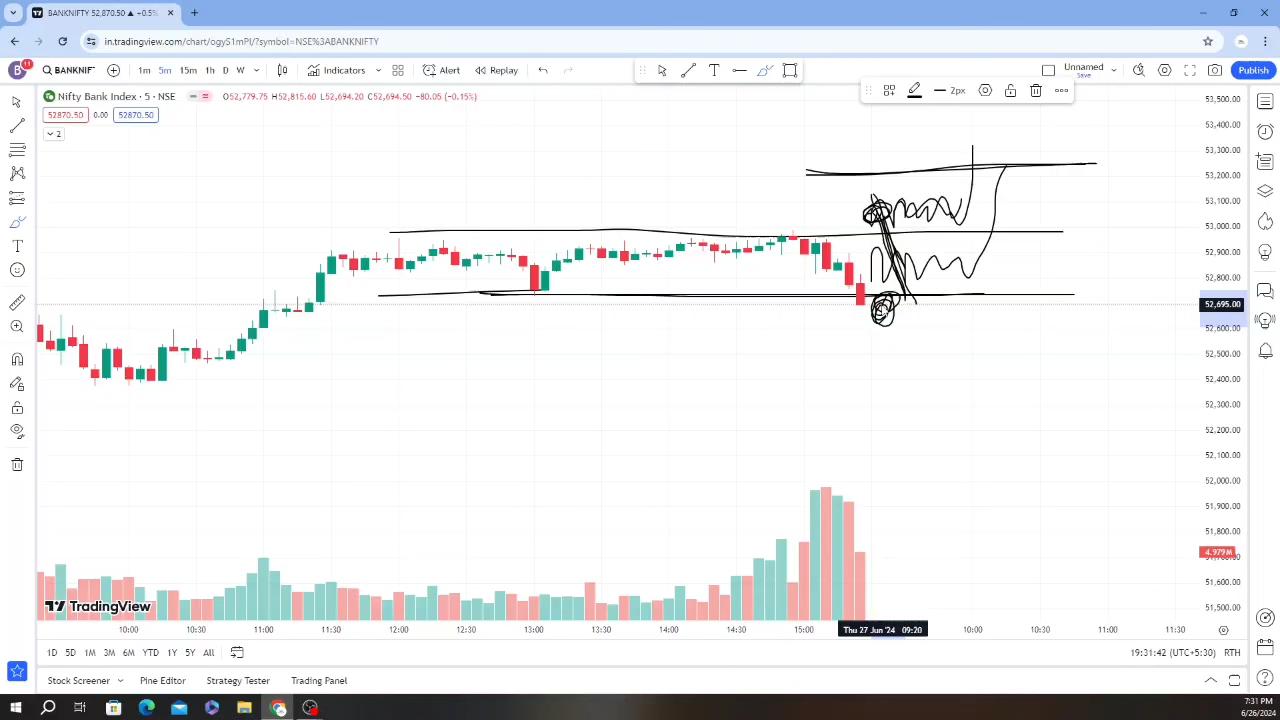 BANKNIFTY 52,870.50 ▲ +0.5%
in.tradingview.com/chart/ogyS1mPl/?symbol=NSE%3ABANKNIFTY
B 11 BANKNIF 1m 5m 15m 1h D W Indicators Alert Replay Unnamed Save Publish
2px
Nifty Bank Index · 5 · NSE O52,779.75 H52,815.60 L52,694.20 C52,694.50 -80.05 (-0.15%)
52870.50 0.00 52870.50
2
53,500.00
53,400.00
53,300.00
53,200.00
53,100.00
53,000.00
52,900.00
52,800.00
52,695.00
52,600.00
52,500.00
52,400.00
52,300.00
52,200.00
52,100.00
52,000.00
51,900.00
51,800.00
51,700.00
4.979M
51,600.00
51,500.00
TradingView
10:00 10:30 11:00 11:30 12:00 12:30 13:00 13:30 14:00 14:30 15:00 Thu 27 Jun '24 09:20 10:00 10:30 11:00 11:30
1D 5D 1M 3M 6M YTD 1Y 5Y All 19:31:42 (UTC+5:30) RTH
Stock Screener Pine Editor Strategy Tester Trading Panel
7:31 PM
6/26/2024